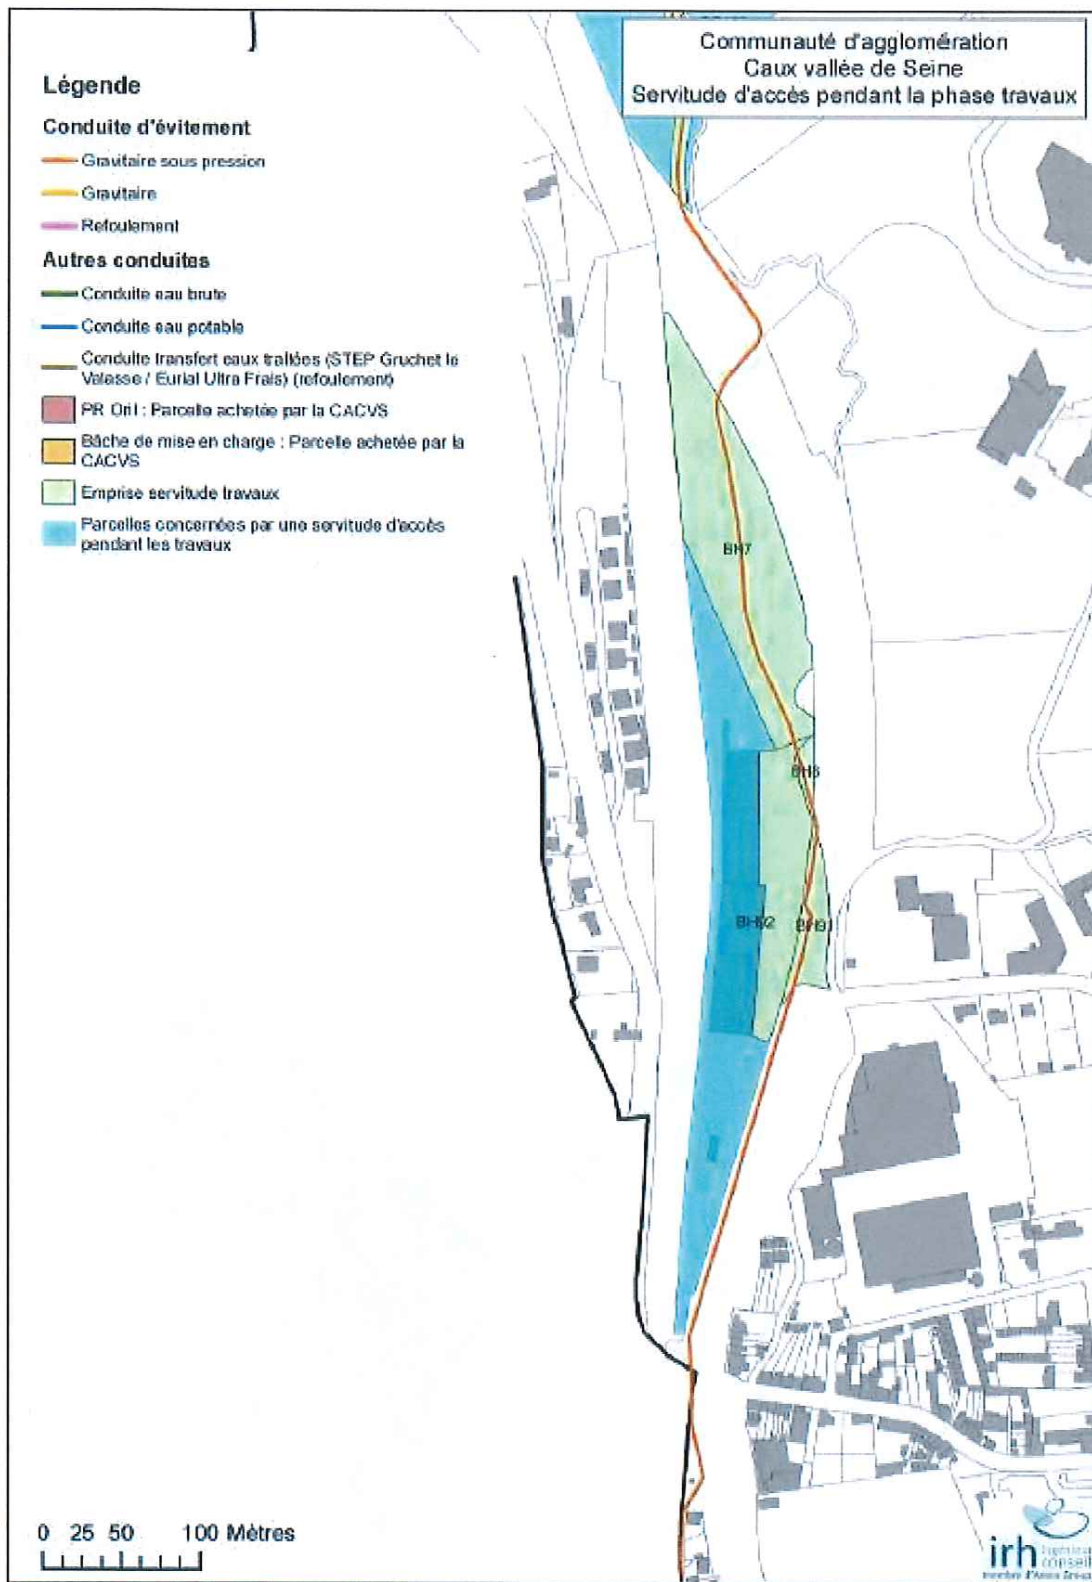 Communauté d'agglomération
Caux vallée de Seine
Servitude d'accès pendant la phase travaux
Légende
Conduite d'évitement
Gravitaire sous pression
Gravitaire
Refoulement
Autres conduites
Conduite eau brute
Conduite eau potable
Conduite transfert eaux traitées (STEP Gruchet le
Valasse / Eurial Ultra Frais) (refoulement)
PR Oril : Parcelle achetée par la CACVS
Bâche de mise en charge : Parcelle achetée par la
CACVS
Emprise servitude travaux
Parcelles concernées par une servitude d'accès
pendant les travaux
BH7
BH91
0 25 50 100 Mètres
irh
conseil